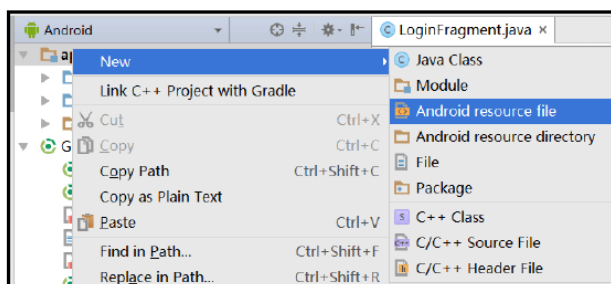 Android
LoginFragment.java ×
ap
New
Java Class
Link C++ Project with Gradle
Module
Cut
Ctrl+X
Android resource file
Copy
Ctrl+C
Android resource directory
G
Copy Path
Ctrl+Shift+C
File
Copy as Plain Text
Package
Paste
Ctrl+V
C++ Class
Find in Path...
Ctrl+Shift+F
C/C++ Source File
Replace in Path...
Ctrl+Shift+R
C/C++ Header File